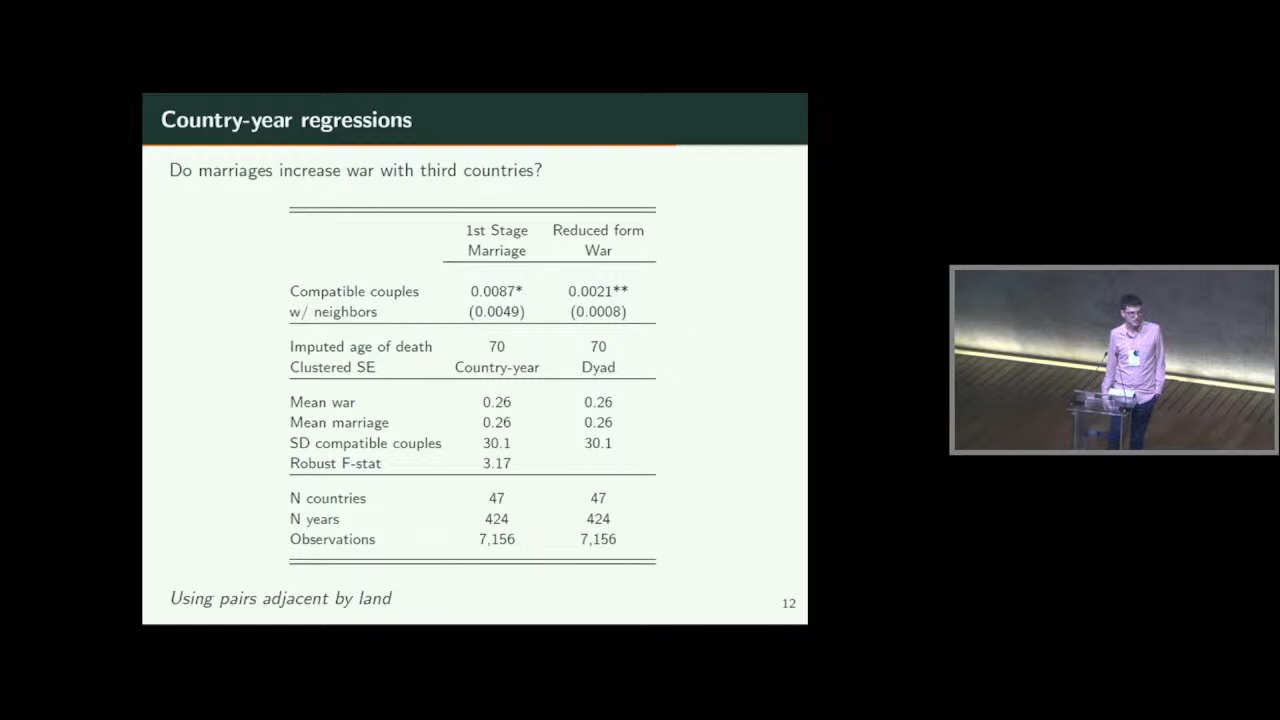 Country-year regressions
Do marriages increase war with third countries?
1st Stage Reduced form
Marriage War
Compatible couples 0.0087* 0.0021**
w/ neighbors (0.0049) (0.0008)
Imputed age of death 70 70
Clustered SE Country-year Dyad
Mean war 0.26 0.26
Mean marriage 0.26 0.26
SD compatible couples 30.1 30.1
Robust F-stat 3.17
N countries 47 47
N years 424 424
Observations 7,156 7,156
Using pairs adjacent by land
12